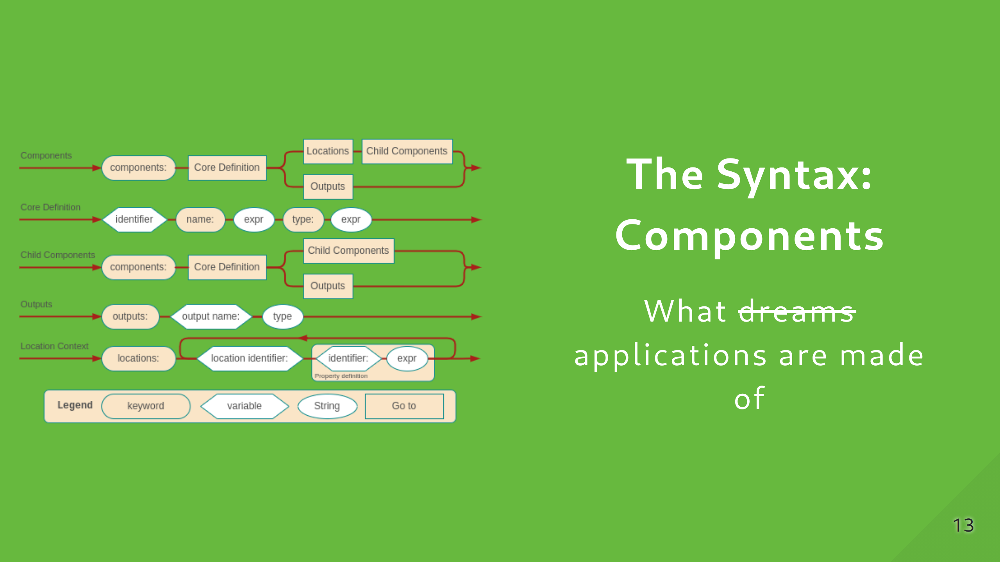 Components
components: Core Definition Locations Child Components
Outputs
Core Definition
identifier name: expr type: expr
Child Components
components: Core Definition Child Components
Outputs
Outputs
outputs: output name: type
Location Context
locations: location identifier: identifier: expr
Property definition
Legend keyword variable String Go to
The Syntax:
Components
What dreams
applications are made
of
13